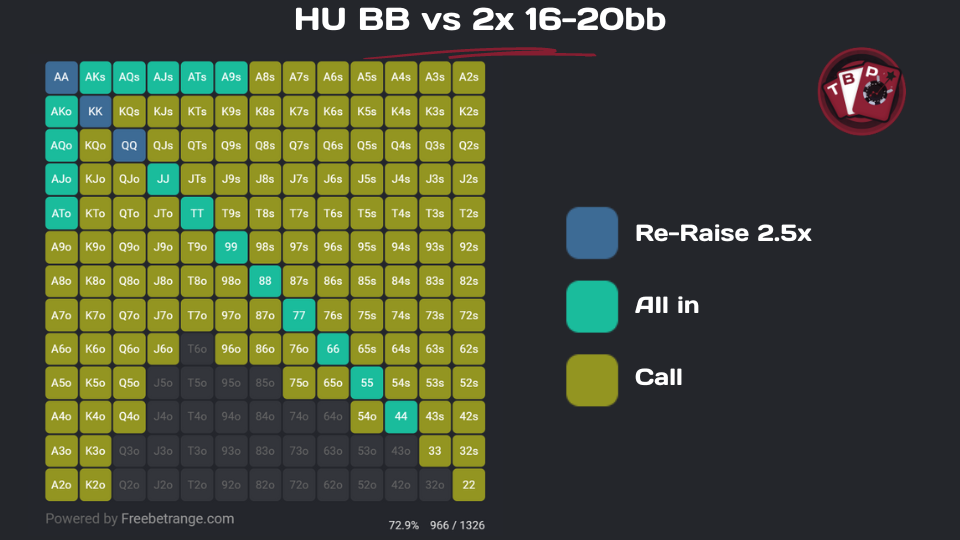 HU BB vs 2x 16-20bb
T B P
AA AKs AQs AJs ATs A9s A8s A7s A6s A5s A4s A3s A2s
AKo KK KQs KJs KTs K9s K8s K7s K6s K5s K4s K3s K2s
AQo KQo QQ QJs QTs Q9s Q8s Q7s Q6s Q5s Q4s Q3s Q2s
AJo KJo QJo JJ JTs J9s J8s J7s J6s J5s J4s J3s J2s
ATo KTo QTo JTo TT T9s T8s T7s T6s T5s T4s T3s T2s
A9o K9o Q9o J9o T9o 99 98s 97s 96s 95s 94s 93s 92s
A8o K8o Q8o J8o T8o 98o 88 87s 86s 85s 84s 83s 82s
A7o K7o Q7o J7o T7o 97o 87o 77 76s 75s 74s 73s 72s
A6o K6o Q6o J6o T6o 96o 86o 76o 66 65s 64s 63s 62s
A5o K5o Q5o J5o T5o 95o 85o 75o 65o 55 54s 53s 52s
A4o K4o Q4o J4o T4o 94o 84o 74o 64o 54o 44 43s 42s
A3o K3o Q3o J3o T3o 93o 83o 73o 63o 53o 43o 33 32s
A2o K2o Q2o J2o T2o 92o 82o 72o 62o 52o 42o 32o 22
Re-Raise 2.5x
All in
Call
Powered by Freebetrange.com
72.9% 966 / 1326